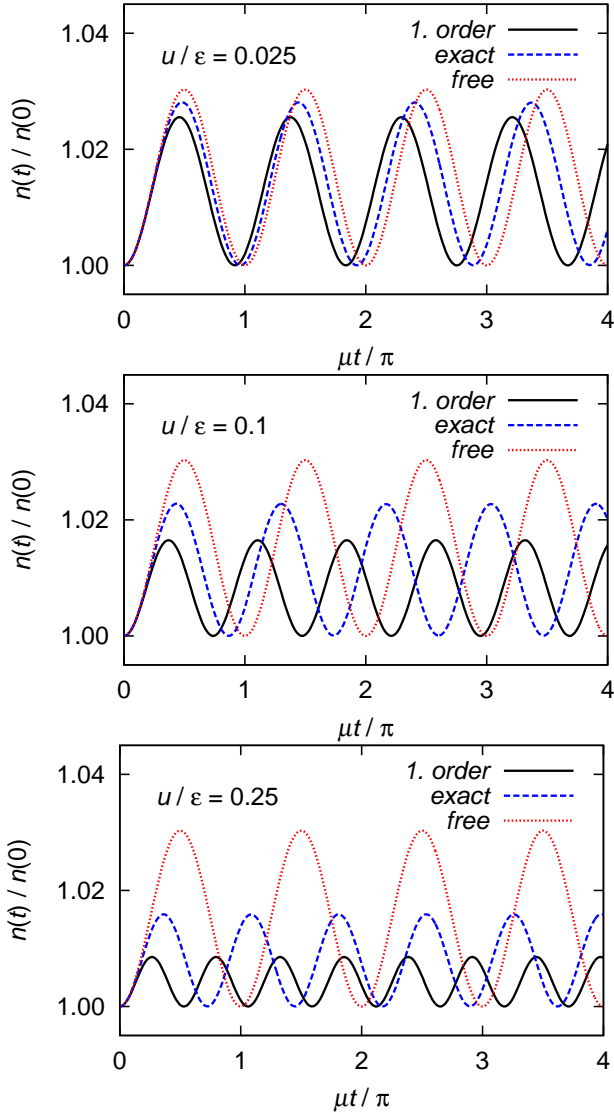 1.04
1. order
u / ε = 0.025
exact
free
1.02
n(t) / n(0)
1.00
0 1 2 3 4
μt / π
1.04
1. order
u / ε = 0.1
exact
free
1.02
n(t) / n(0)
1.00
0 1 2 3 4
μt / π
1.04
1. order
u / ε = 0.25
exact
free
1.02
n(t) / n(0)
1.00
0 1 2 3 4
μt / π